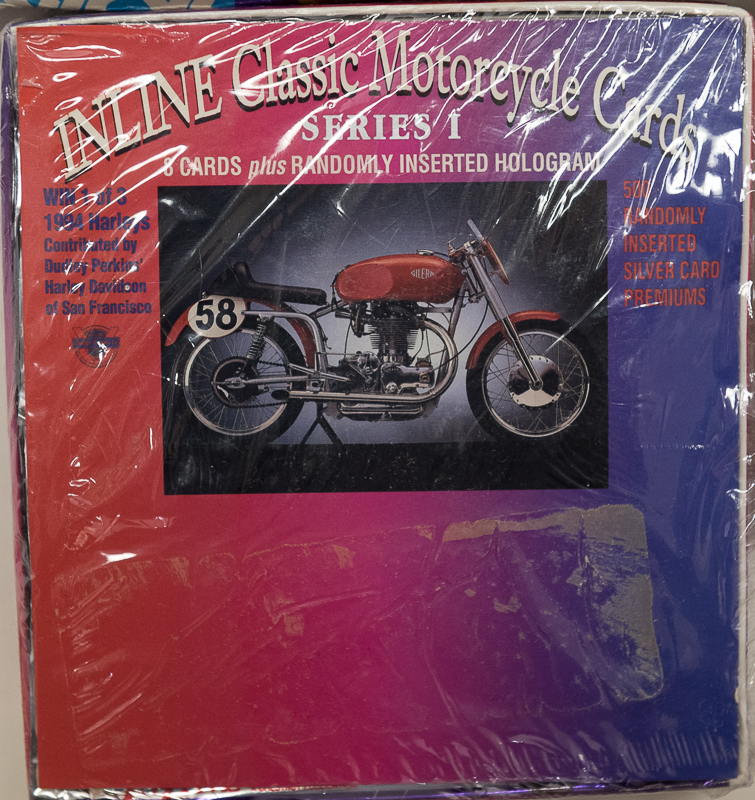 INLINE Classic Motorcycle Cards
SERIES I
8 CARDS plus RANDOMLY INSERTED HOLOGRAM
WIN 1 of 3
1994 Harleys
Contributed by
Dudley Perkins'
Harley Davidson
of San Francisco
RANDOMLY
INSERTED
SILVER CARD
PREMIUMS
GILERA
58